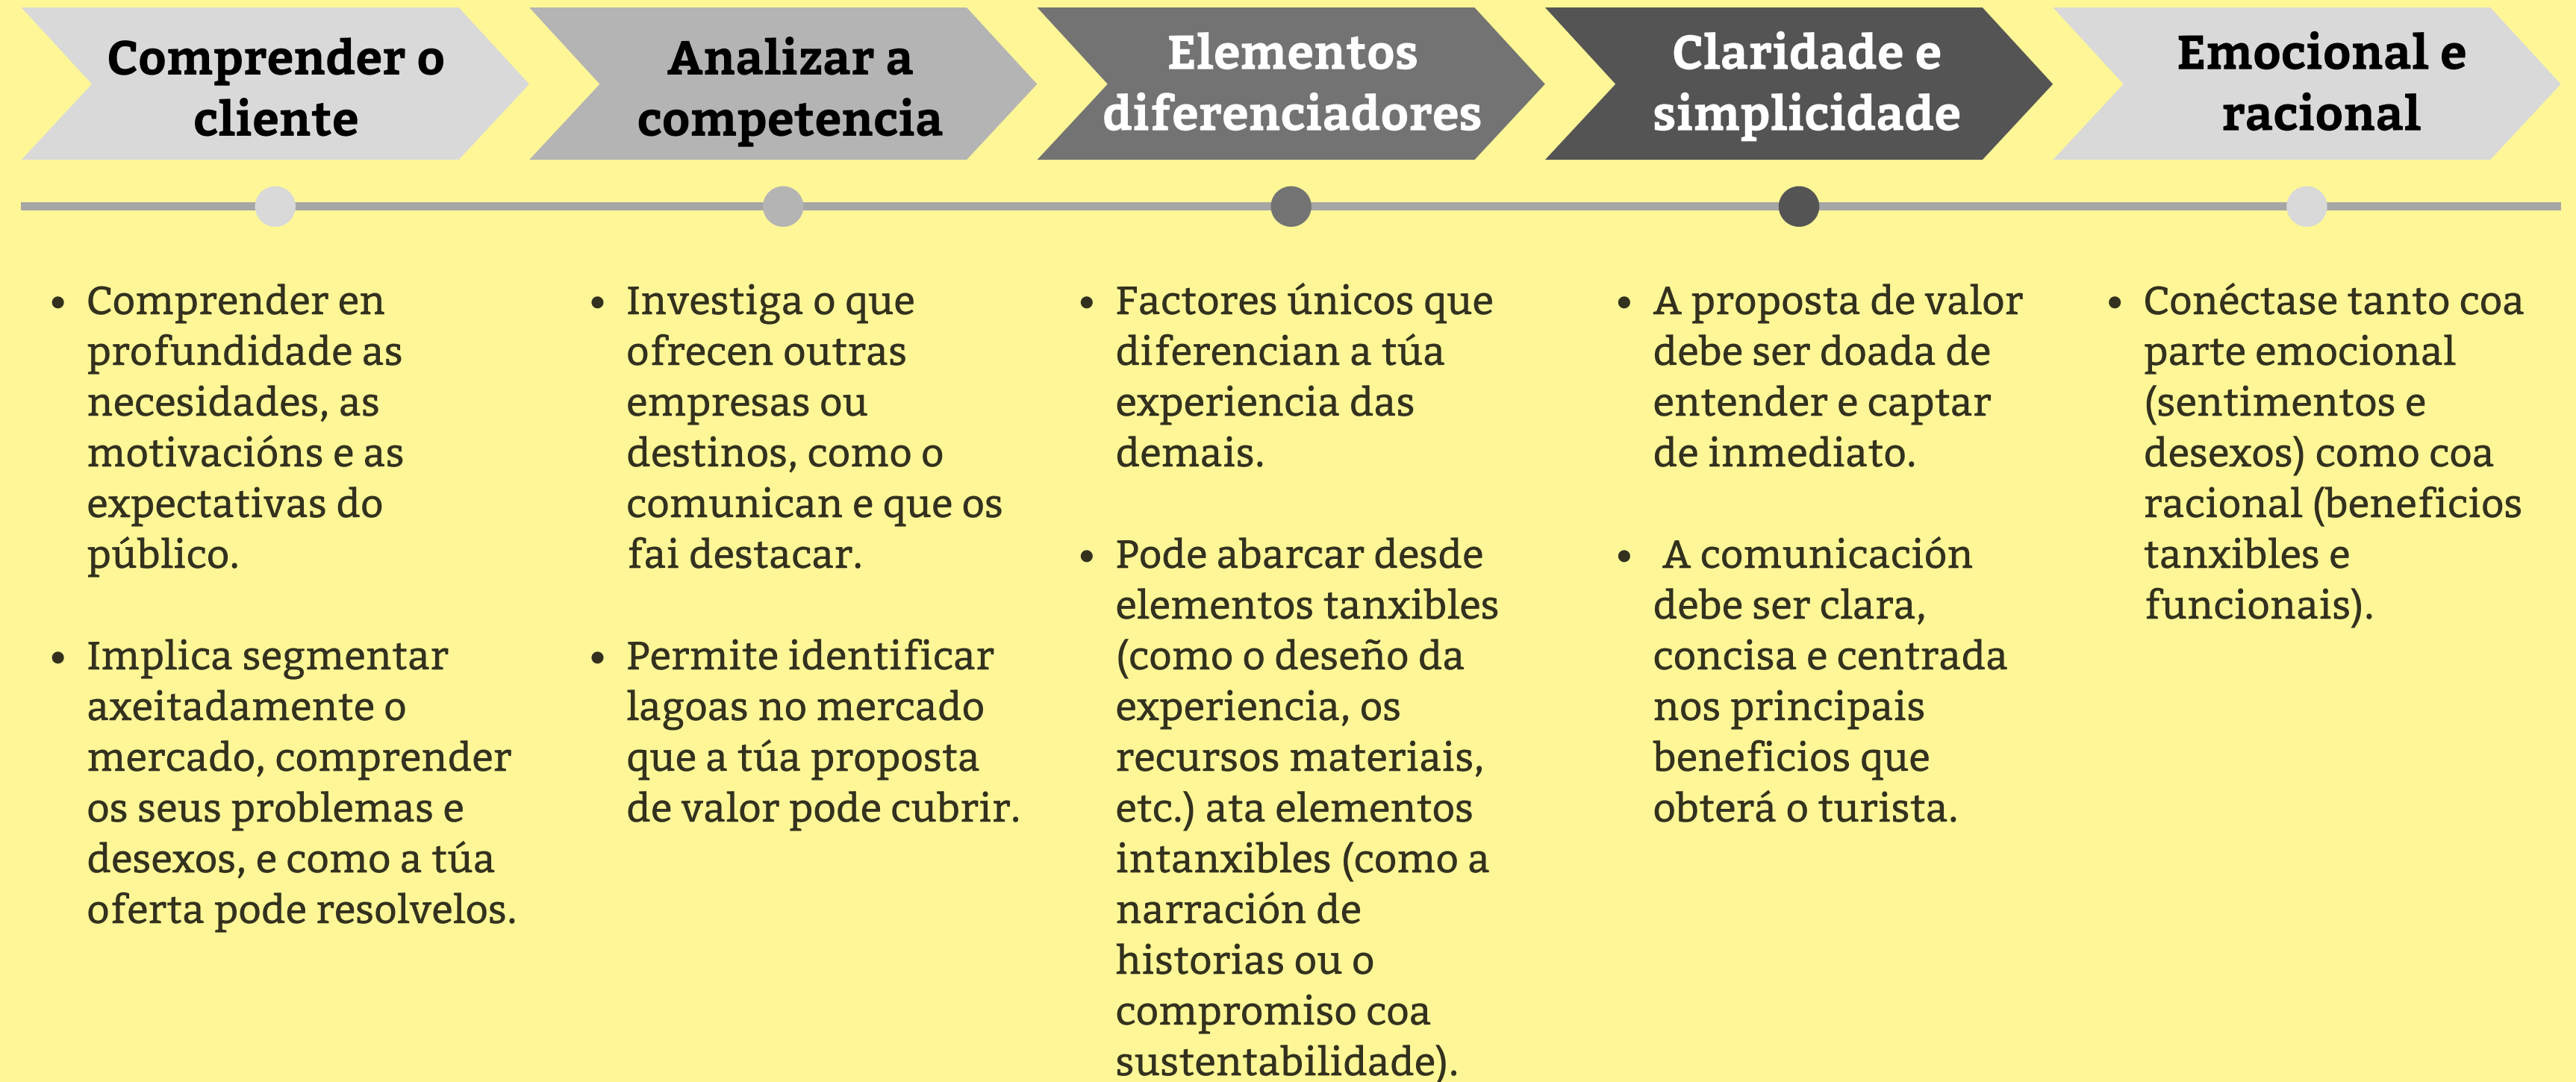 Comprender o
cliente
Analizar a
competencia
Elementos
diferenciadores
Claridade e
simplicidade
Emocional e
racional
• Comprender en
profundidade as
necesidades, as
motivacións e as
expectativas do
público.
• Implica segmentar
axeitadamente o
mercado, comprender
os seus problemas e
desexos, e como a túa
oferta pode resolvelos.
• Investiga o que
ofrecen outras
empresas ou
destinos, como o
comunican e que os
fai destacar.
• Permite identificar
lagoas no mercado
que a túa proposta
de valor pode cubrir.
• Factores únicos que
diferencian a túa
experiencia das
demais.
• Pode abarcar desde
elementos tanxibles
(como o deseño da
experiencia, os
recursos materiais,
etc.) ata elementos
intanxibles (como a
narración de
historias ou o
compromiso coa
sustentabilidade).
• A proposta de valor
debe ser doada de
entender e captar
de inmediato.
• A comunicación
debe ser clara,
concisa e centrada
nos principais
beneficios que
obterá o turista.
• Conéctase tanto coa
parte emocional
(sentimentos e
desexos) como coa
racional (beneficios
tanxibles e
funcionais).